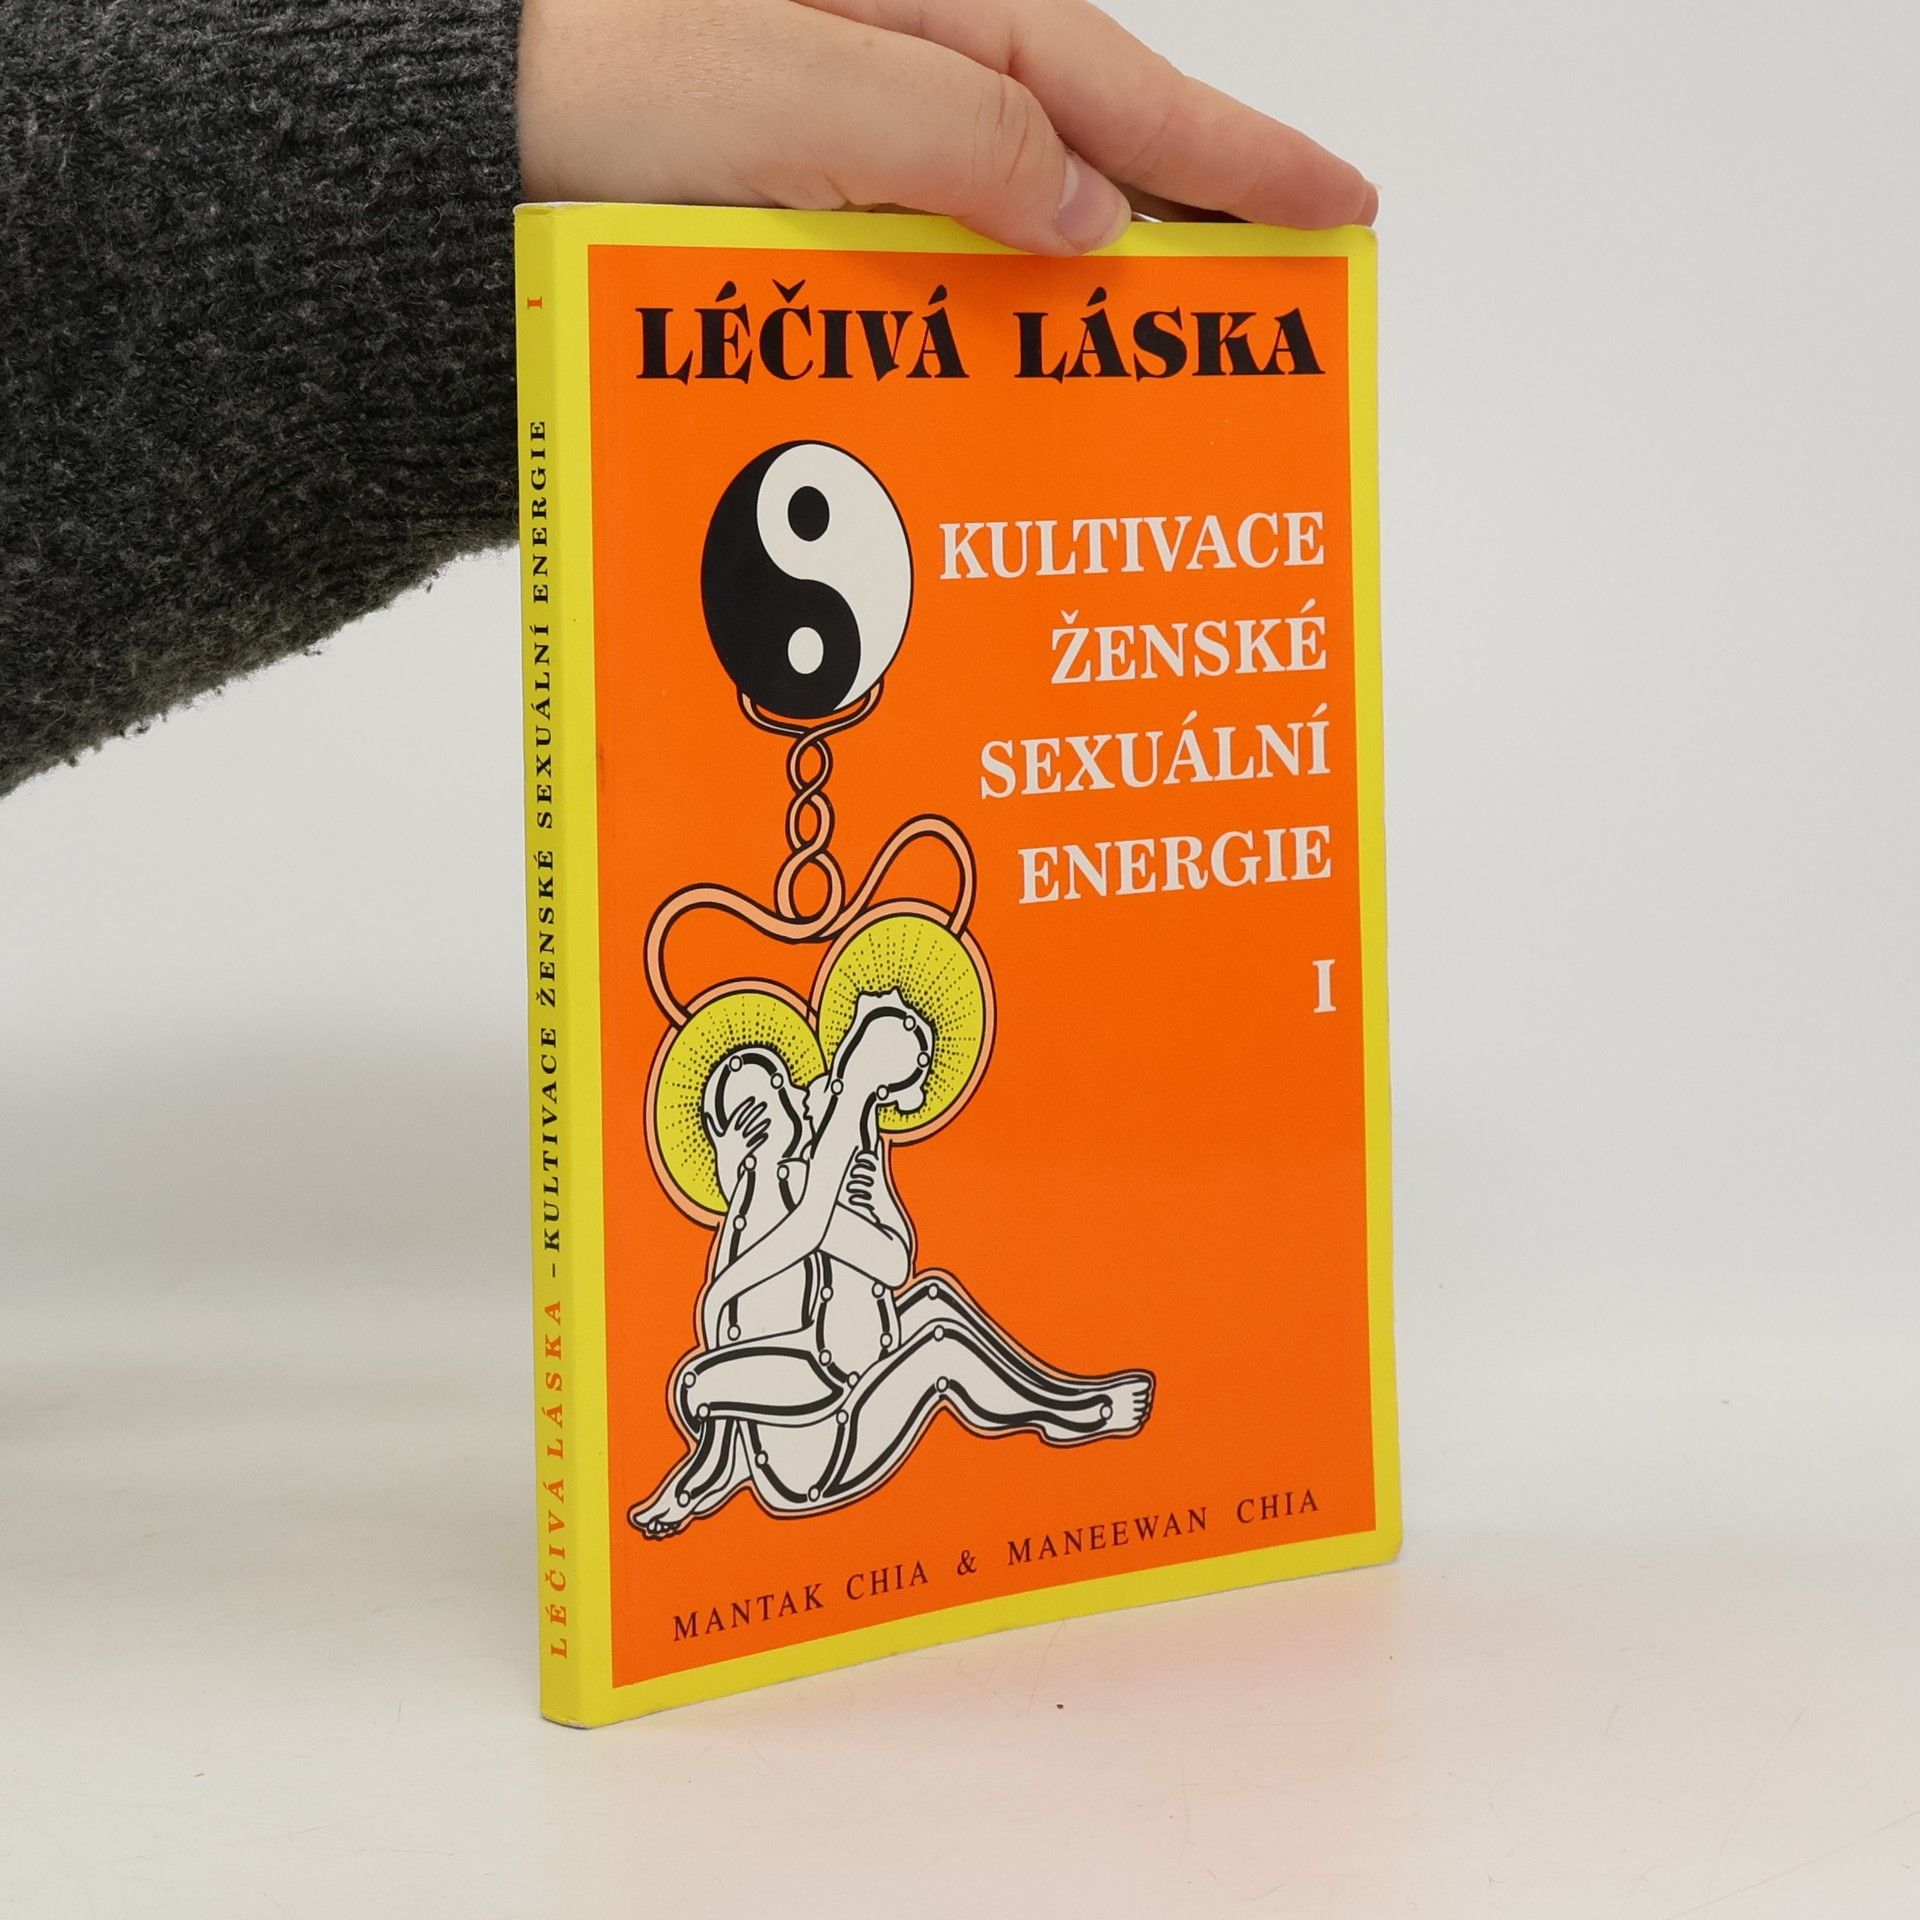 LÉČIVÁ LÁSKA
KULTIVACE
ŽENSKÉ
SEXUÁLNÍ
ENERGIE
I
MANTAK CHIA & MANEEWAN CHIA
LÉČIVÁ LÁSKA – KULTIVACE ŽENSKÉ SEXUÁLNÍ ENERGIE I